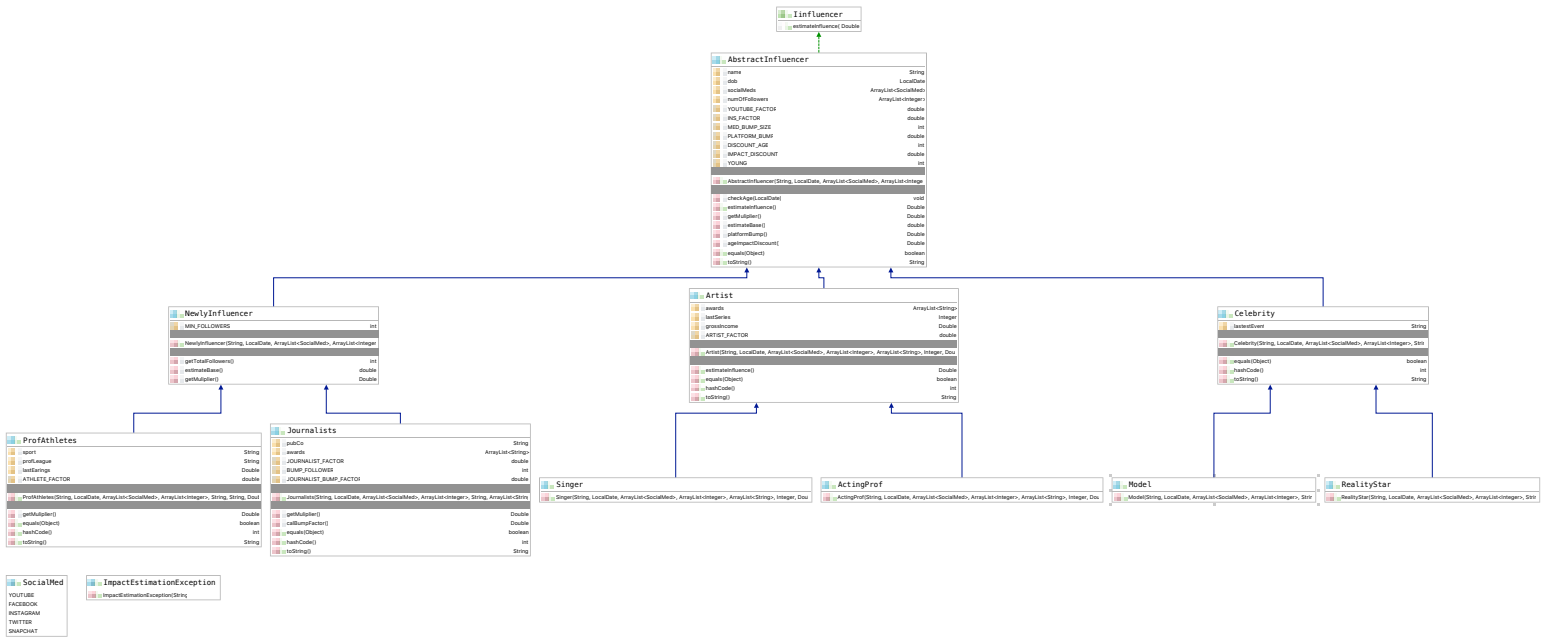 Iinfluencer
estimateInfluence( Double
AbstractInfluencer
name String
dob LocalDate
socialMeds ArrayList<SocialMed>
numOfFollowers ArrayList<Integer>
YOUTUBE_FACTOR double
INS_FACTOR double
MED_BUMP_SIZE int
PLATFORM_BUMP double
DISCOUNT_AGE int
IMPACT_DISCOUNT double
YOUNG int
AbstractInfluencer(String, LocalDate, ArrayList<SocialMed>, ArrayList<Intege
checkAge(LocalDate) void
estimateInfluence() Double
getMuliplier() Double
estimateBase() double
platformBump() Double
ageImpactDiscount( Double
equals(Object) boolean
toString() String
NewlyInfluencer
MIN_FOLLOWERS int
NewlyInfluencer(String, LocalDate, ArrayList<SocialMed>, ArrayList<Integer
getTotalFollowers() int
estimateBase() double
getMuliplier() Double
Artist
awards ArrayList<String>
lastSeries Integer
grossIncome Double
ARTIST_FACTOR double
Artist(String, LocalDate, ArrayList<SocialMed>, ArrayList<Integer>, ArrayList<String>, Integer, Dou
estimateInfluence() Double
equals(Object) boolean
hashCode() int
toString() String
Celebrity
lastestEvent String
Celebrity(String, LocalDate, ArrayList<SocialMed>, ArrayList<Integer>, Strin
equals(Object) boolean
hashCode() int
toString() String
ProfAthletes
sport String
profLeague String
lastEarings Double
ATHLETE_FACTOR double
ProfAthletes(String, LocalDate, ArrayList<SocialMed>, ArrayList<Integer>, String, String, Doul
getMuliplier() Double
equals(Object) boolean
hashCode() int
toString() String
Journalists
pubCo String
awards ArrayList<String>
JOURNALIST_FACTOR double
BUMP_FOLLOWER int
JOURNALIST_BUMP_FACTOR double
Journalists(String, LocalDate, ArrayList<SocialMed>, ArrayList<Integer>, String, ArrayList<Strin
getMuliplier() Double
calBumpFactor() Double
equals(Object) boolean
hashCode() int
toString() String
Singer
Singer(String, LocalDate, ArrayList<SocialMed>, ArrayList<Integer>, ArrayList<String>, Integer, Dou
ActingProf
ActingProf(String, LocalDate, ArrayList<SocialMed>, ArrayList<Integer>, ArrayList<String>, Integer, Dou
Model
Model(String, LocalDate, ArrayList<SocialMed>, ArrayList<Integer>, Strin
RealityStar
RealityStar(String, LocalDate, ArrayList<SocialMed>, ArrayList<Integer>, Strin
SocialMed
YOUTUBE
FACEBOOK
INSTAGRAM
TWITTER
SNAPCHAT
ImpactEstimationException
ImpactEstimationException(String